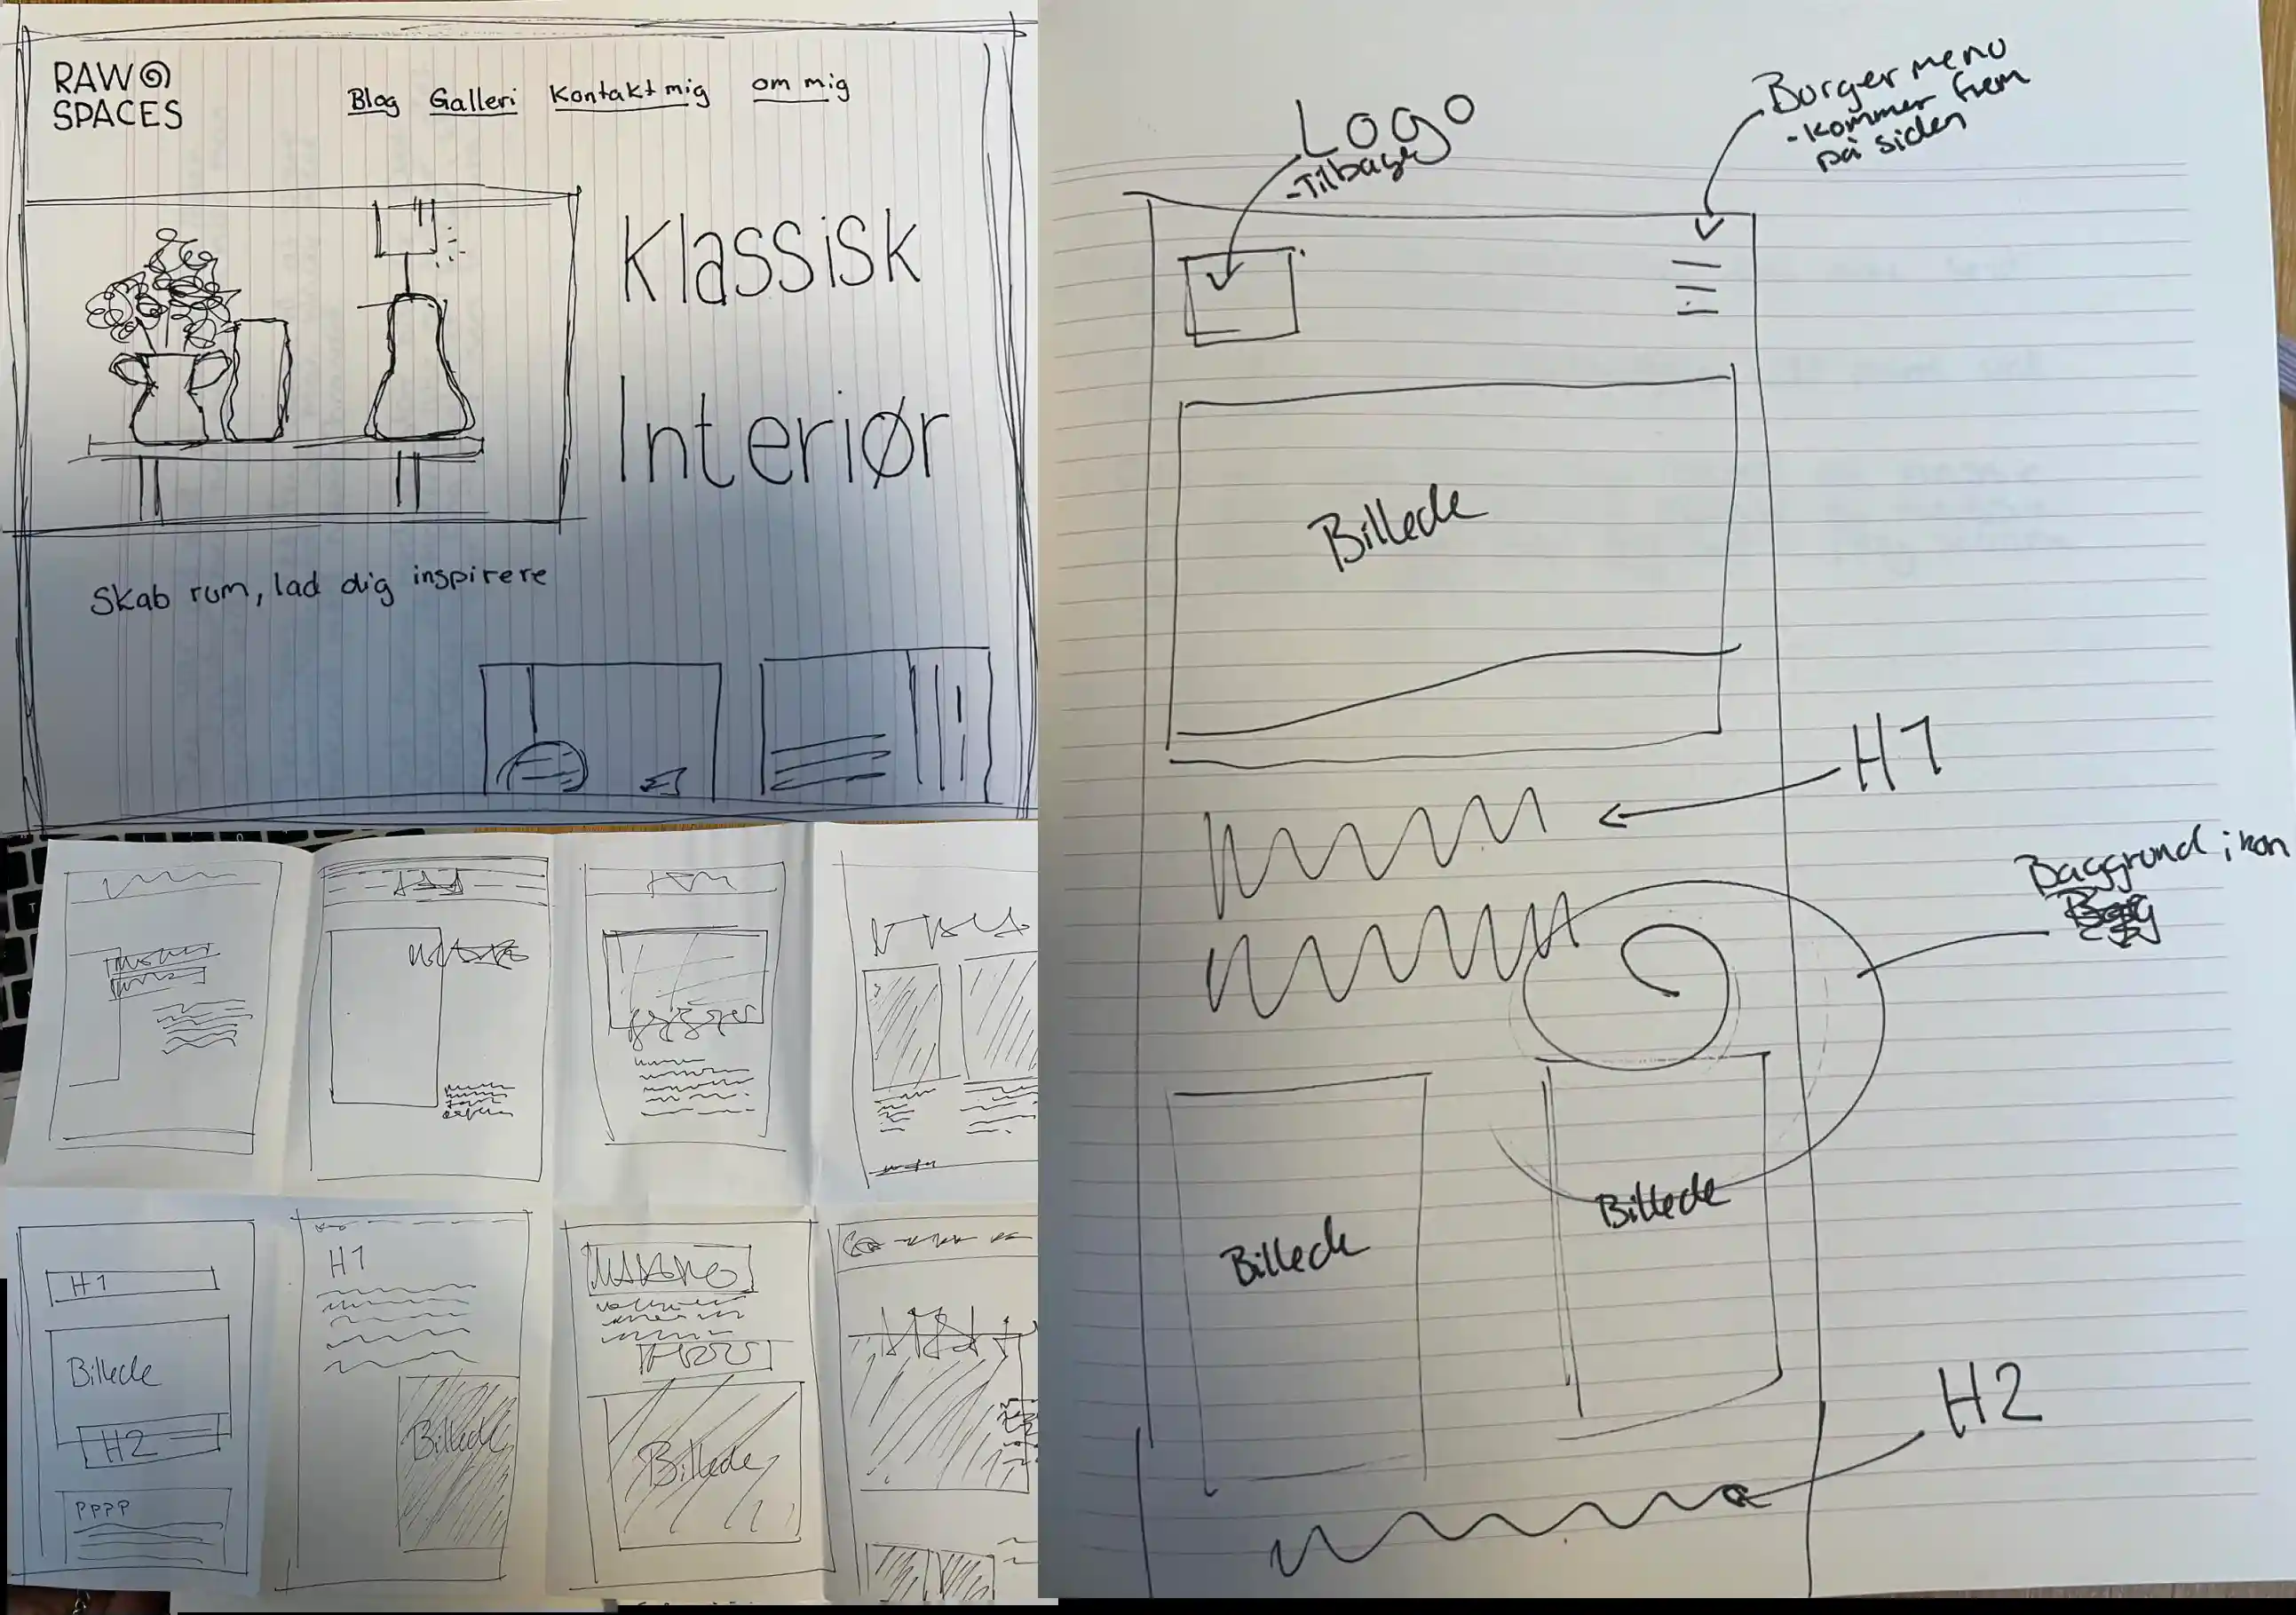 RAW
SPACES
Blog Galleri Kontakt mig om mig
Klassisk
Interiør
Skab rum, lad dig inspirere
H1
Billede
H2
PPPP
H1
Billede
Billede
Logo
-Tilbage
Burger menu
-kommer frem
på siden
Billede
H1
Baggrund ikon
Billede
Billede
H2